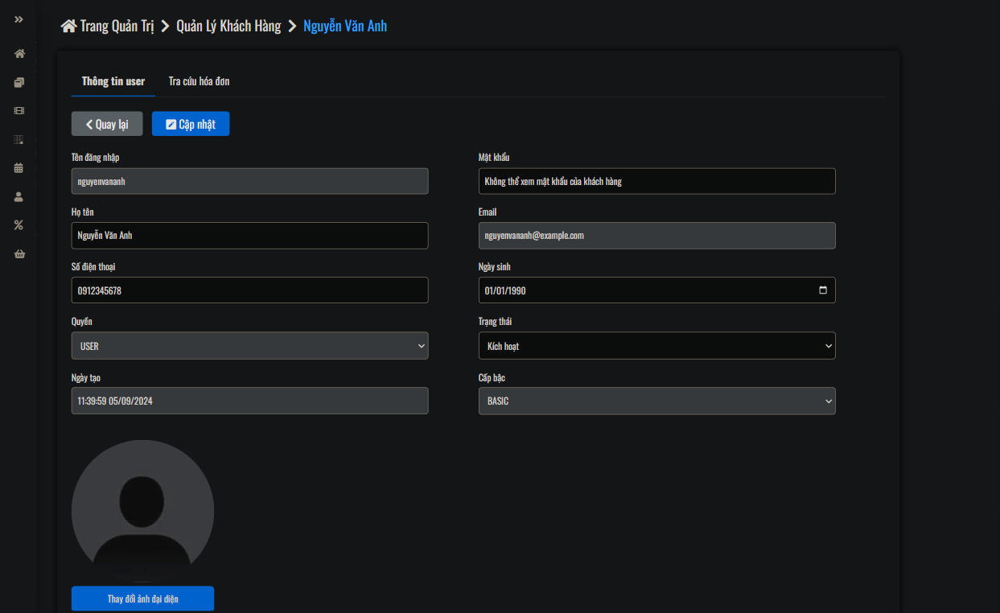 Trang Quản Trị > Quản Lý Khách Hàng > Nguyễn Văn Anh
Thông tin user Tra cứu hóa đơn
Quay lại Cập nhật
Tên đăng nhập Mật khẩu
nguyenvananh Không thể xem mật khẩu của khách hàng
Họ tên Email
Nguyễn Văn Anh nguyenvananh@example.com
Số điện thoại Ngày sinh
0912345678 01/01/1990
Quyền Trạng thái
USER Kích hoạt
Ngày tạo Cấp bậc
11:39:59 05/09/2024 BASIC
Thay đổi ảnh đại diện